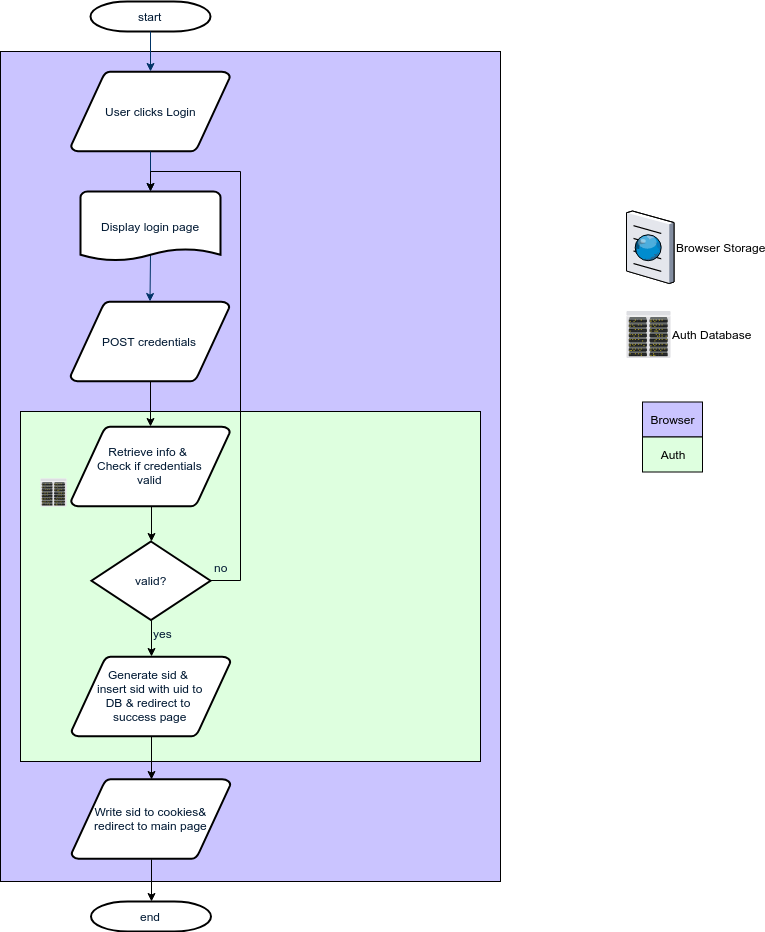 start
User clicks Login
Display login page
POST credentials
Retrieve info &
Check if credentials
valid
valid?
no
yes
Generate sid &
insert sid with uid to
DB & redirect to
success page
Write sid to cookies&
redirect to main page
end
Browser Storage
Auth Database
Browser
Auth